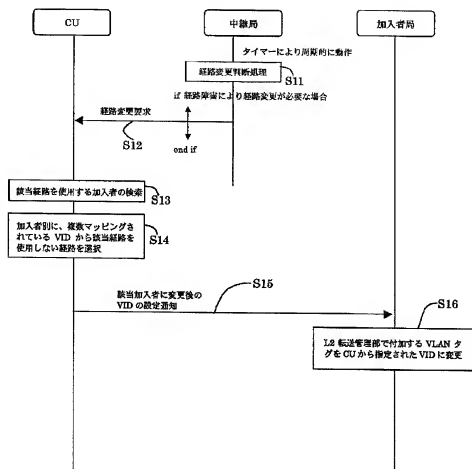 CU
中継局
加入者局
タイマーにより周期的に動作
経路変更判断処理
S11
if 経路障害により経路変更が必要な場合
経路変更要求
S12
ond if
該当経路を使用する加入者の検索
S13
加入者別に、複数マッピングさ
れている VID から該当経路を
使用しない経路を選択
S14
該当加入者に変更後の
VID の設定通知
S15
S16
L2 転送管理部で付加する VLAN タ
グを CU から指定された VID に変更